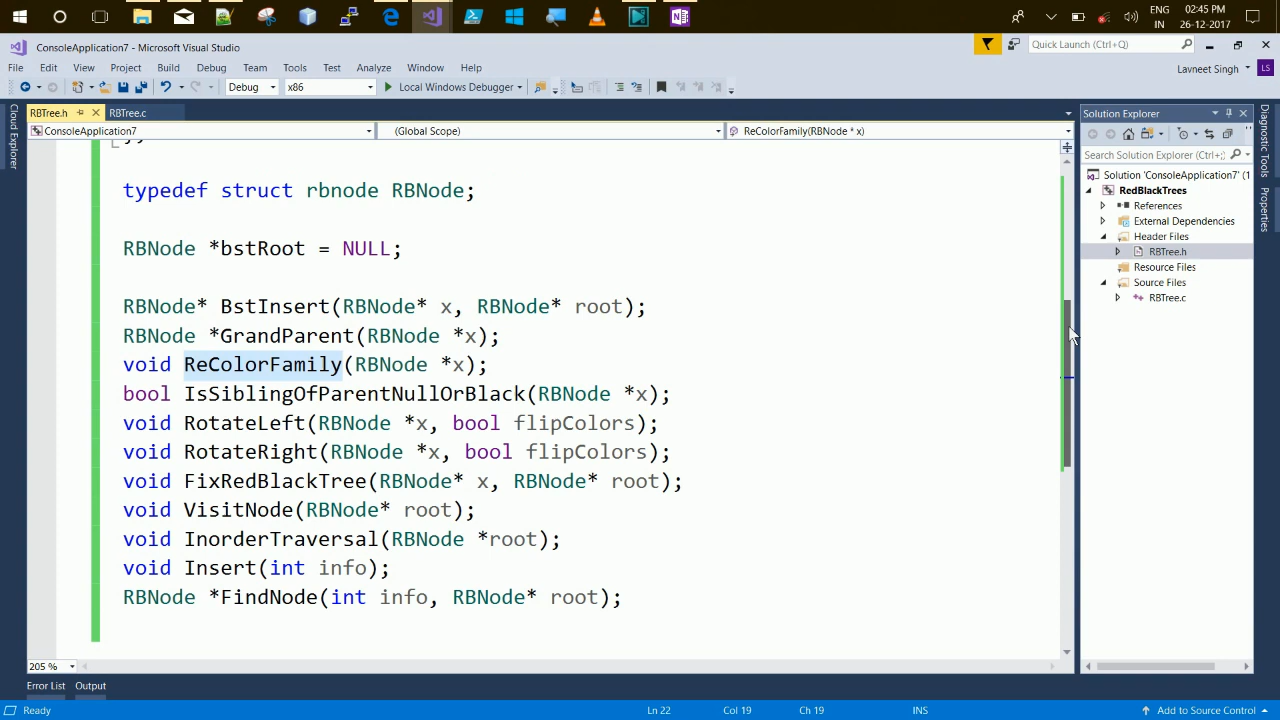 ENG
02:45 PM
IN
26-12-2017
ConsoleApplication7 - Microsoft Visual Studio
Quick Launch (Ctrl+Q)
File Edit View Project Build Debug Team Tools Test Analyze Window Help
Lavneet Singh LS
Debug x86 Local Windows Debugger
RBTree.h RBTree.c
Solution Explorer
ConsoleApplication7 (Global Scope) ReColorFamily(RBNode * x)
Cloud Explorer
Diagnostic Tools
Properties
Search Solution Explorer (Ctrl+;)
Solution 'ConsoleApplication7' (1
RedBlackTrees
References
External Dependencies
Header Files
RBTree.h
Resource Files
Source Files
RBTree.c
typedef struct rbnode RBNode;
RBNode *bstRoot = NULL;
RBNode* BstInsert(RBNode* x, RBNode* root);
RBNode *GrandParent(RBNode *x);
void ReColorFamily(RBNode *x);
bool IsSiblingOfParentNullOrBlack(RBNode *x);
void RotateLeft(RBNode *x, bool flipColors);
void RotateRight(RBNode *x, bool flipColors);
void FixRedBlackTree(RBNode* x, RBNode* root);
void VisitNode(RBNode* root);
void InorderTraversal(RBNode *root);
void Insert(int info);
RBNode *FindNode(int info, RBNode* root);
205 %
Error List Output
Ready Ln 22 Col 19 Ch 19 INS Add to Source Control